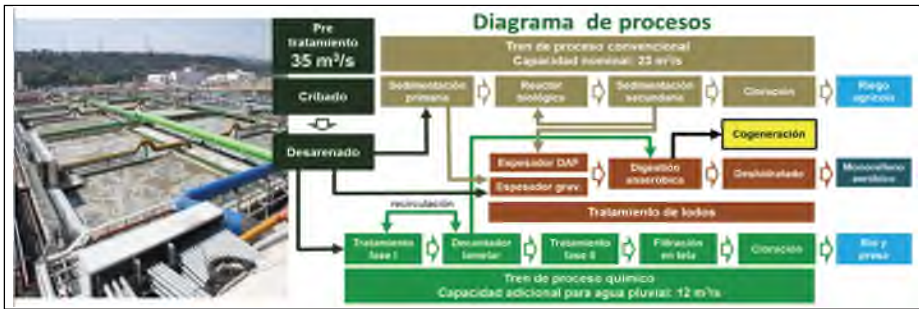 Diagrama de procesos
Pre
tratamiento
35 m³/s
Cribado
Desarenado
Tren de proceso convencional
Capacidad nominal: 23 m³/s
Sedimentación
primaria
Reactor
biológico
Sedimentación
secundaria
Cloración
Riego
agrícola
Cogeneración
Espesador DAF
Espesador grav.
Digestión
anaeróbica
Deshidratado
Monorelleno
Tratamiento de lodos
recirculación
Tratamiento
fase I
Decantador
lamelar
Tratamiento
fase II
Filtración
en tela
Cloración
Río y
presa
Tren de proceso químico
Capacidad adicional para agua pluvial: 12 m³/s